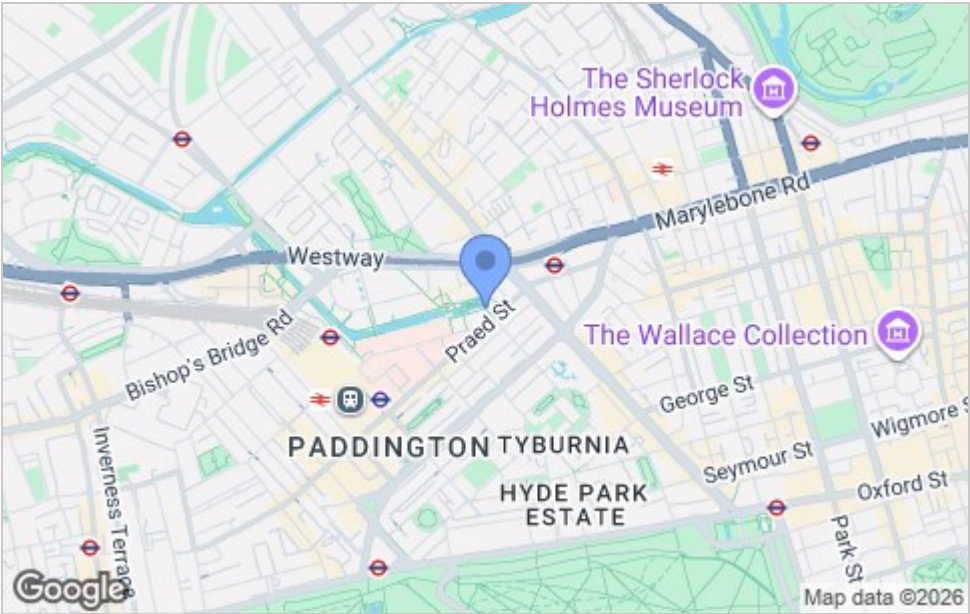 The Sherlock
Holmes Museum
Marylebone Rd
Westway
Praed St
The Wallace Collection
Bishop's Bridge Rd
George St
PADDINGTON
TYBURNIA
Wigmore S
Seymour St
HYDE PARK
ESTATE
Oxford St
Inverness Terrace
Park St
Google
Map data ©2026